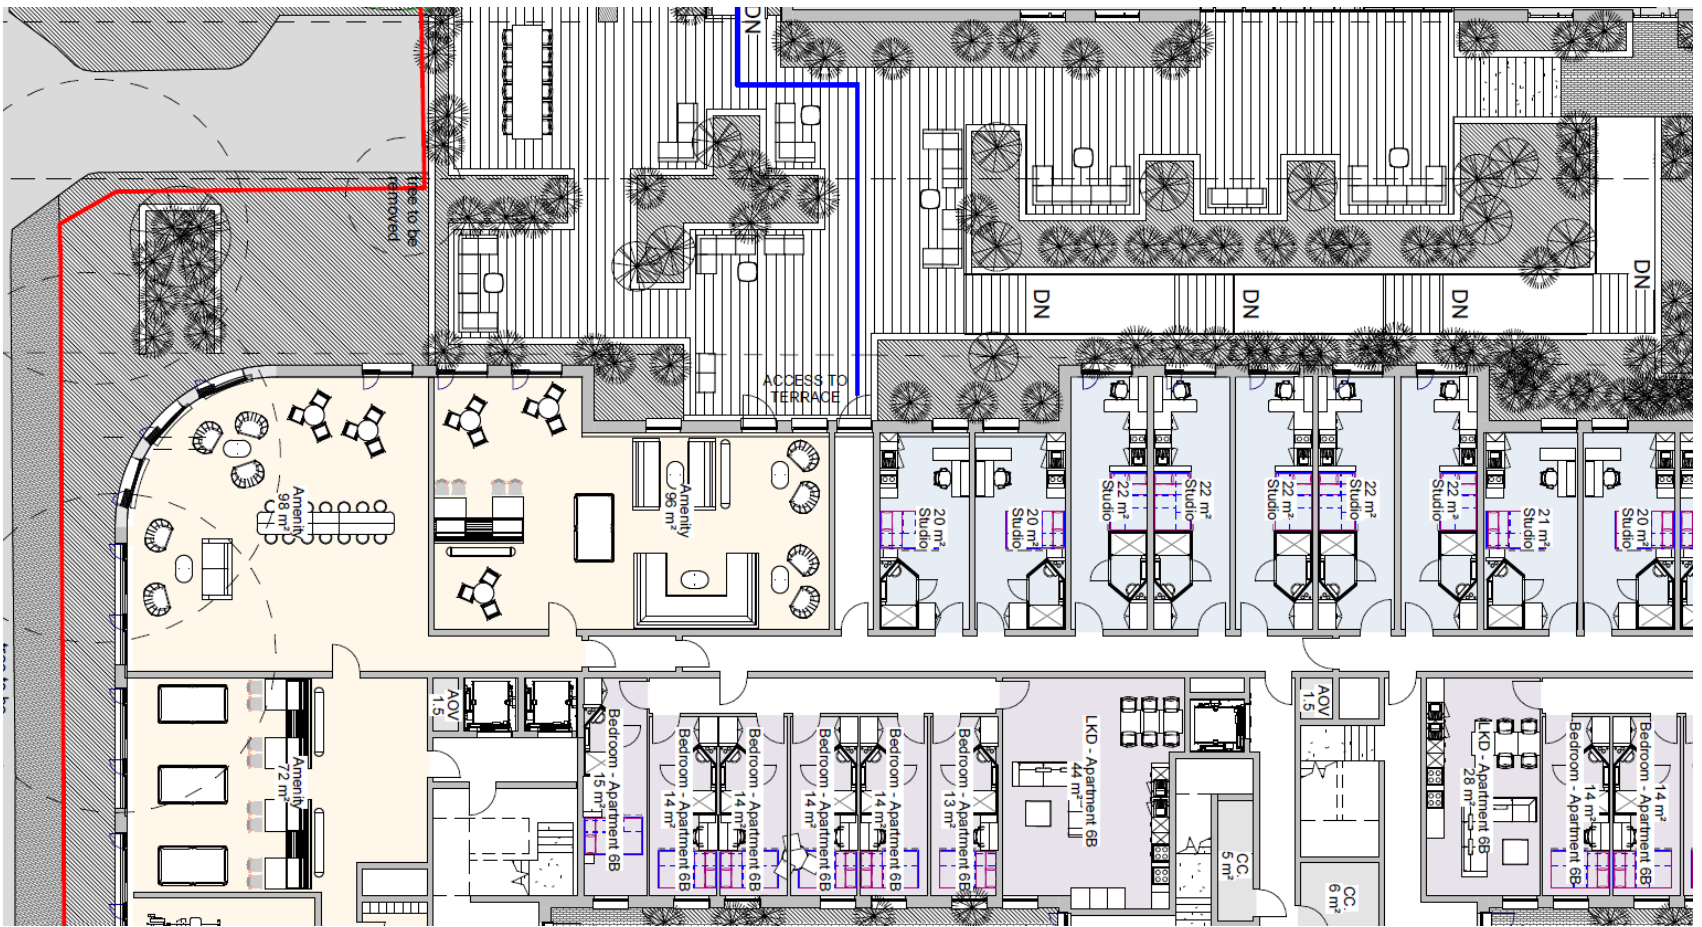 DN
tree to be
removed
DN
DN
DN
DN
ACCESS TO
TERRACE
Amenity
98 m²
Amenity
96 m²
20 m²
Studio
20 m²
Studio
22 m²
Studio
22 m²
Studio
22 m²
Studio
22 m²
Studio
22 m²
Studio
21 m²
Studio
20 m²
Studio
Amenity
72 m²
AOV
1.5
Bedroom - Apartment 6B
15 m²
Bedroom - Apartment 6B
14 m²
Bedroom - Apartment 6B
14 m²
Bedroom - Apartment 6B
14 m²
Bedroom - Apartment 6B
14 m²
Bedroom - Apartment 6B
13 m²
LKD - Apartment 6B
44 m²
CC.
5 m²
AOV
1.5
CC.
6 m²
LKD - Apartment 6B
28 m²
Bedroom - Apartment 6B
14 m²
Bedroom - Apartment 6B
14 m²